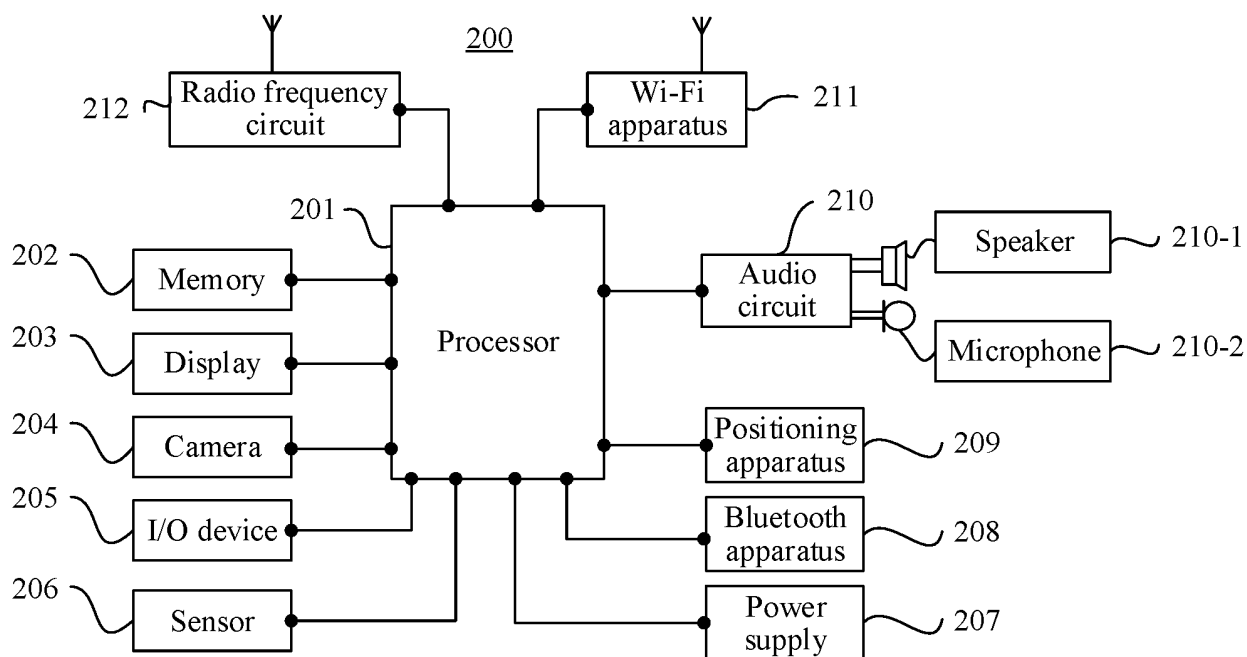 200
212
Radio frequency
circuit
Wi-Fi
apparatus
211
201
210
202
Memory
203
Display
204
Camera
205
I/O device
206
Sensor
Processor
Audio
circuit
Speaker
210-1
Microphone
210-2
Positioning
apparatus
209
Bluetooth
apparatus
208
Power
supply
207